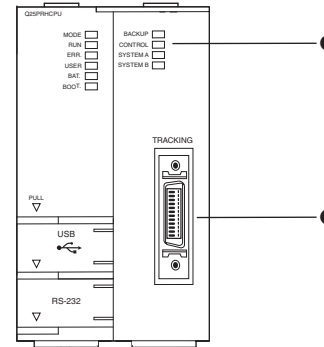 Q25PRHCPU
MODE
RUN
ERR.
USER
BAT.
BOOT.
BACKUP
CONTROL
SYSTEM A
SYSTEM B
TRACKING
PULL
USB
RS-232